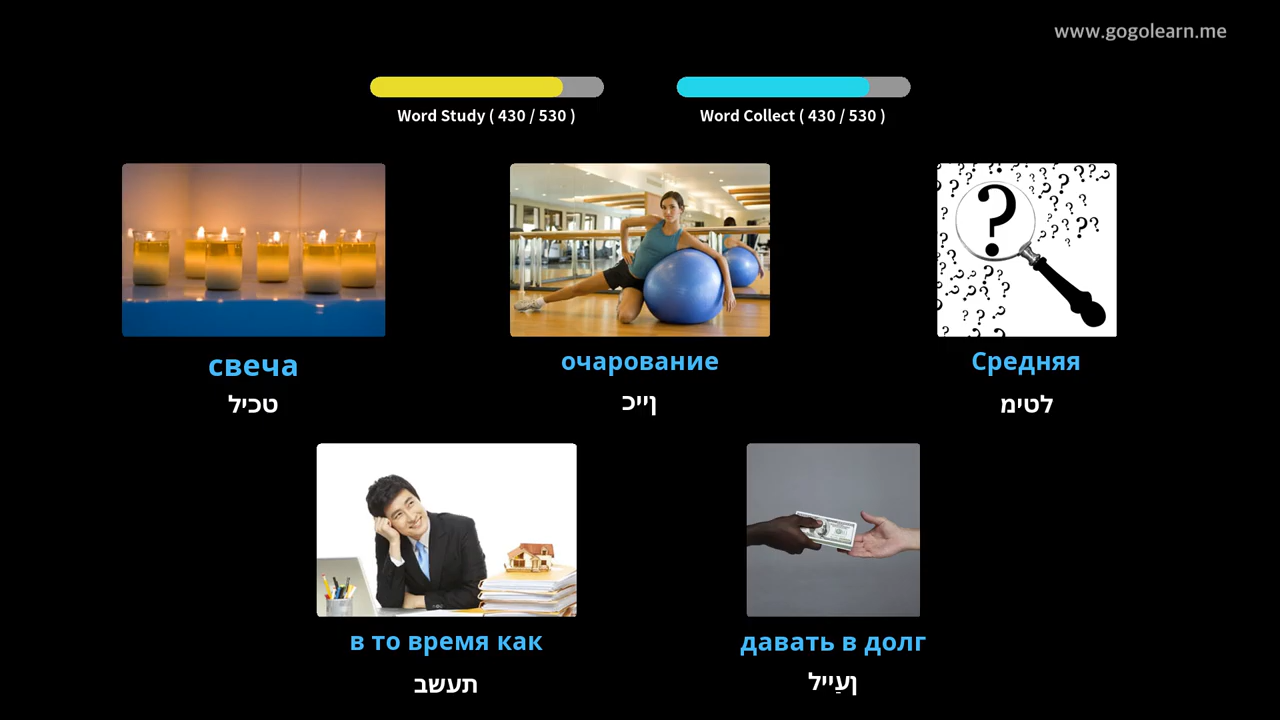 www.gogolearn.me
Word Study ( 430 / 530 )
Word Collect ( 430 / 530 )
свеча
טכיל
очарование
ןייכ
Средняя
לטימ
в то время как
תעשב
давать в долг
ןעַייל